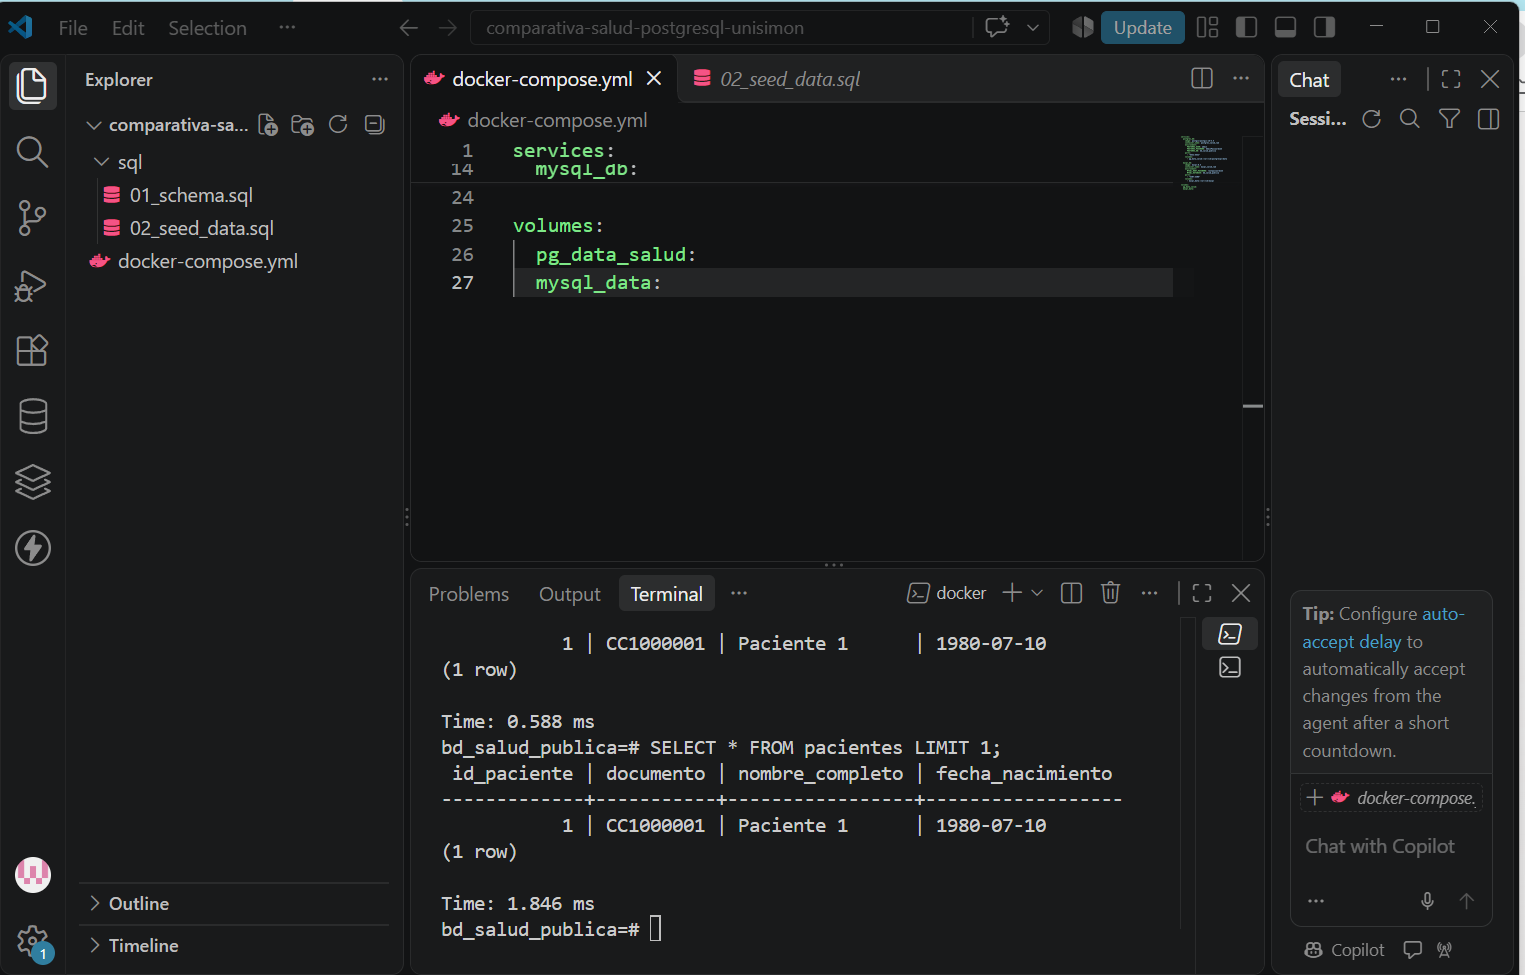 File Edit Selection ···
comparativa-salud-postgresql-unisimon
Update
Explorer
comparativa-sa...
sql
01_schema.sql
02_seed_data.sql
docker-compose.yml
Outline
Timeline
1
docker-compose.yml
02_seed_data.sql
docker-compose.yml
1 services:
14 mysql_db:
24
25 volumes:
26 pg_data_salud:
27 mysql_data:
Problems Output Terminal ···
docker
1 | CC1000001 | Paciente 1 | 1980-07-10
(1 row)
Time: 0.588 ms
bd_salud_publica=# SELECT * FROM pacientes LIMIT 1;
id_paciente | documento | nombre_completo | fecha_nacimiento
-------------+-----------+-----------------+------------------
1 | CC1000001 | Paciente 1 | 1980-07-10
(1 row)
Time: 1.846 ms
bd_salud_publica=#
Chat
Sessi...
Tip: Configure auto-
accept delay to
automatically accept
changes from the
agent after a short
countdown.
docker-compose.
Chat with Copilot
Copilot